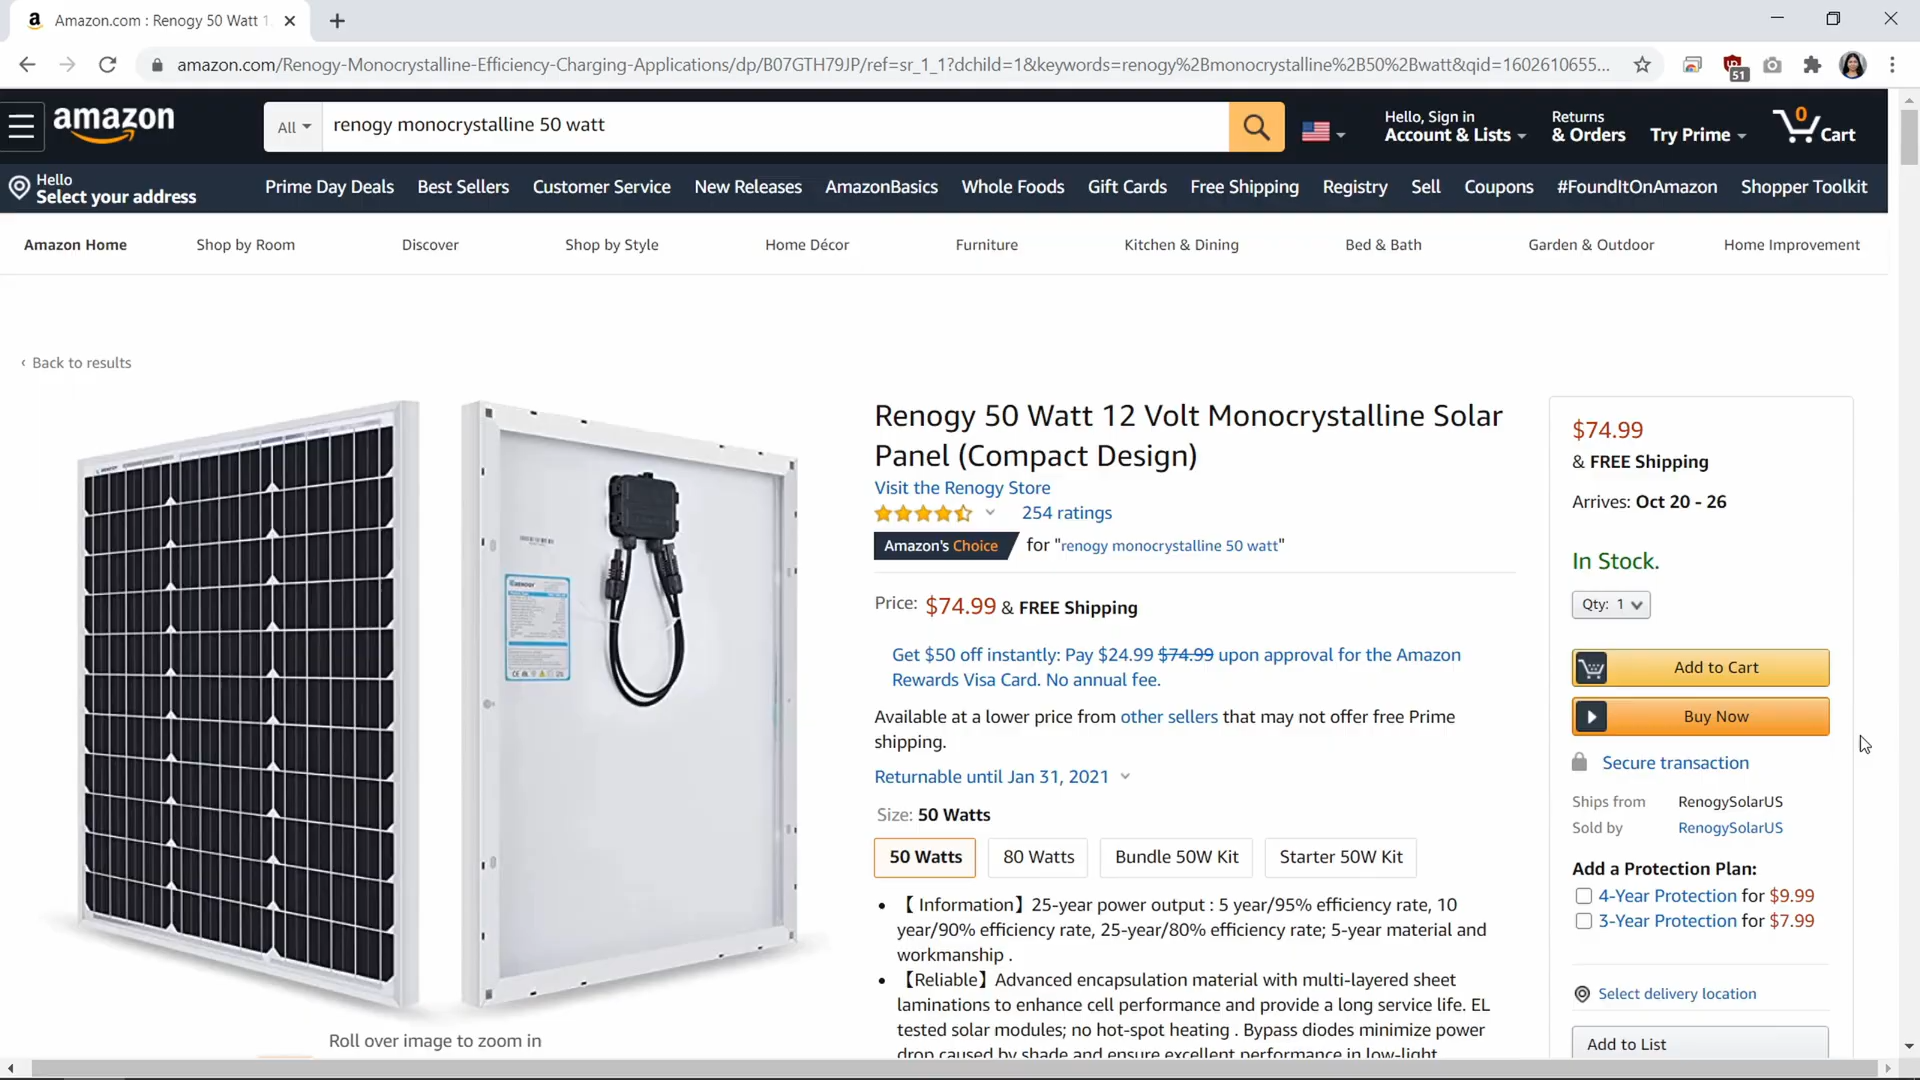 Amazon.com : Renogy 50 Watt 1
amazon.com/Renogy-Monocrystalline-Efficiency-Charging-Applications/dp/B07GTH79JP/ref=sr_1_1?dchild=1&keywords=renogy%2Bmonocrystalline%2B50%2Bwatt&qid=1602610655...
51
amazon
All
renogy monocrystalline 50 watt
Hello, Sign in
Account & Lists
Returns
& Orders
Try Prime
0
Cart
Hello
Select your address
Prime Day Deals
Best Sellers
Customer Service
New Releases
AmazonBasics
Whole Foods
Gift Cards
Free Shipping
Registry
Sell
Coupons
#FoundItOnAmazon
Shopper Toolkit
Amazon Home
Shop by Room
Discover
Shop by Style
Home Décor
Furniture
Kitchen & Dining
Bed & Bath
Garden & Outdoor
Home Improvement
‹ Back to results
RENOGY
Roll over image to zoom in
Renogy 50 Watt 12 Volt Monocrystalline Solar
Panel (Compact Design)
Visit the Renogy Store
254 ratings
Amazon's Choice for "renogy monocrystalline 50 watt"
Price: $74.99 & FREE Shipping
Get $50 off instantly: Pay $24.99 $74.99 upon approval for the Amazon
Rewards Visa Card. No annual fee.
Available at a lower price from other sellers that may not offer free Prime
shipping.
Returnable until Jan 31, 2021
Size: 50 Watts
50 Watts
80 Watts
Bundle 50W Kit
Starter 50W Kit
• 【 Information】25-year power output : 5 year/95% efficiency rate, 10
year/90% efficiency rate, 25-year/80% efficiency rate; 5-year material and
workmanship .
• 【Reliable】Advanced encapsulation material with multi-layered sheet
laminations to enhance cell performance and provide a long service life. EL
tested solar modules; no hot-spot heating . Bypass diodes minimize power
drop caused by shade and ensure excellent performance in low-light
$74.99
& FREE Shipping
Arrives: Oct 20 - 26
In Stock.
Qty: 1
Add to Cart
Buy Now
Secure transaction
Ships from RenogySolarUS
Sold by RenogySolarUS
Add a Protection Plan:
4-Year Protection for $9.99
3-Year Protection for $7.99
Select delivery location
Add to List